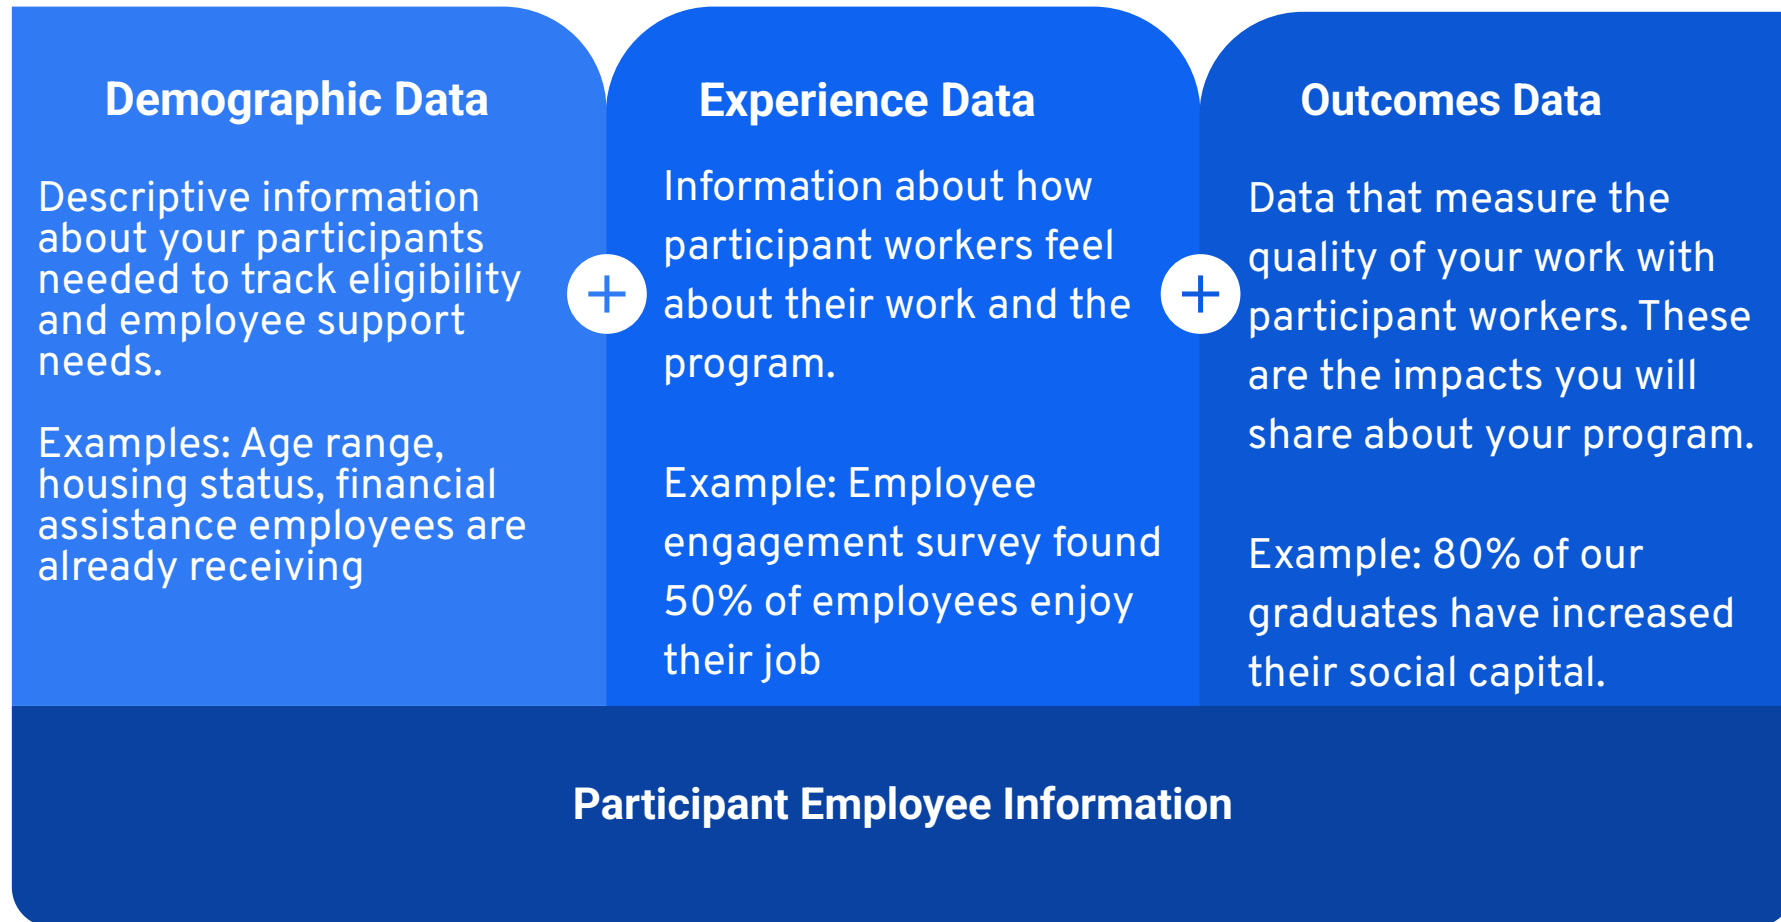 Demographic Data
Descriptive information
about your participants
needed to track eligibility
and employee support
needs.
Examples: Age range,
housing status, financial
assistance employees are
already receiving
Experience Data
Information about how
participant workers feel
about their work and the
program.
Example: Employee
engagement survey found
50% of employees enjoy
their job
Outcomes Data
Data that measure the
quality of your work with
participant workers. These
are the impacts you will
share about your program.
Example: 80% of our
graduates have increased
their social capital.
Participant Employee Information